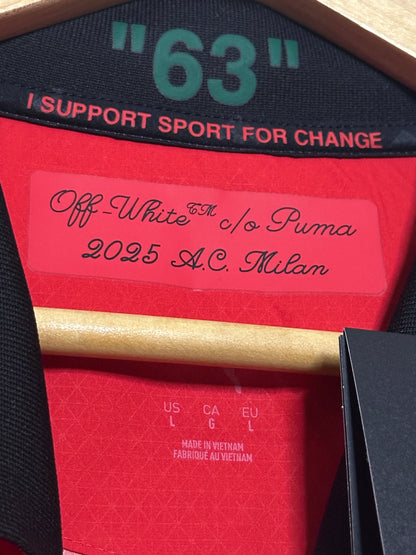 "63"
I SUPPORT SPORT FOR CHANGE
Off-White™ c/o Puma
2025 A.C. Milan
US CA EU
L G L
MADE IN VIETNAM
FABRIQUÉ AU VIETNAM